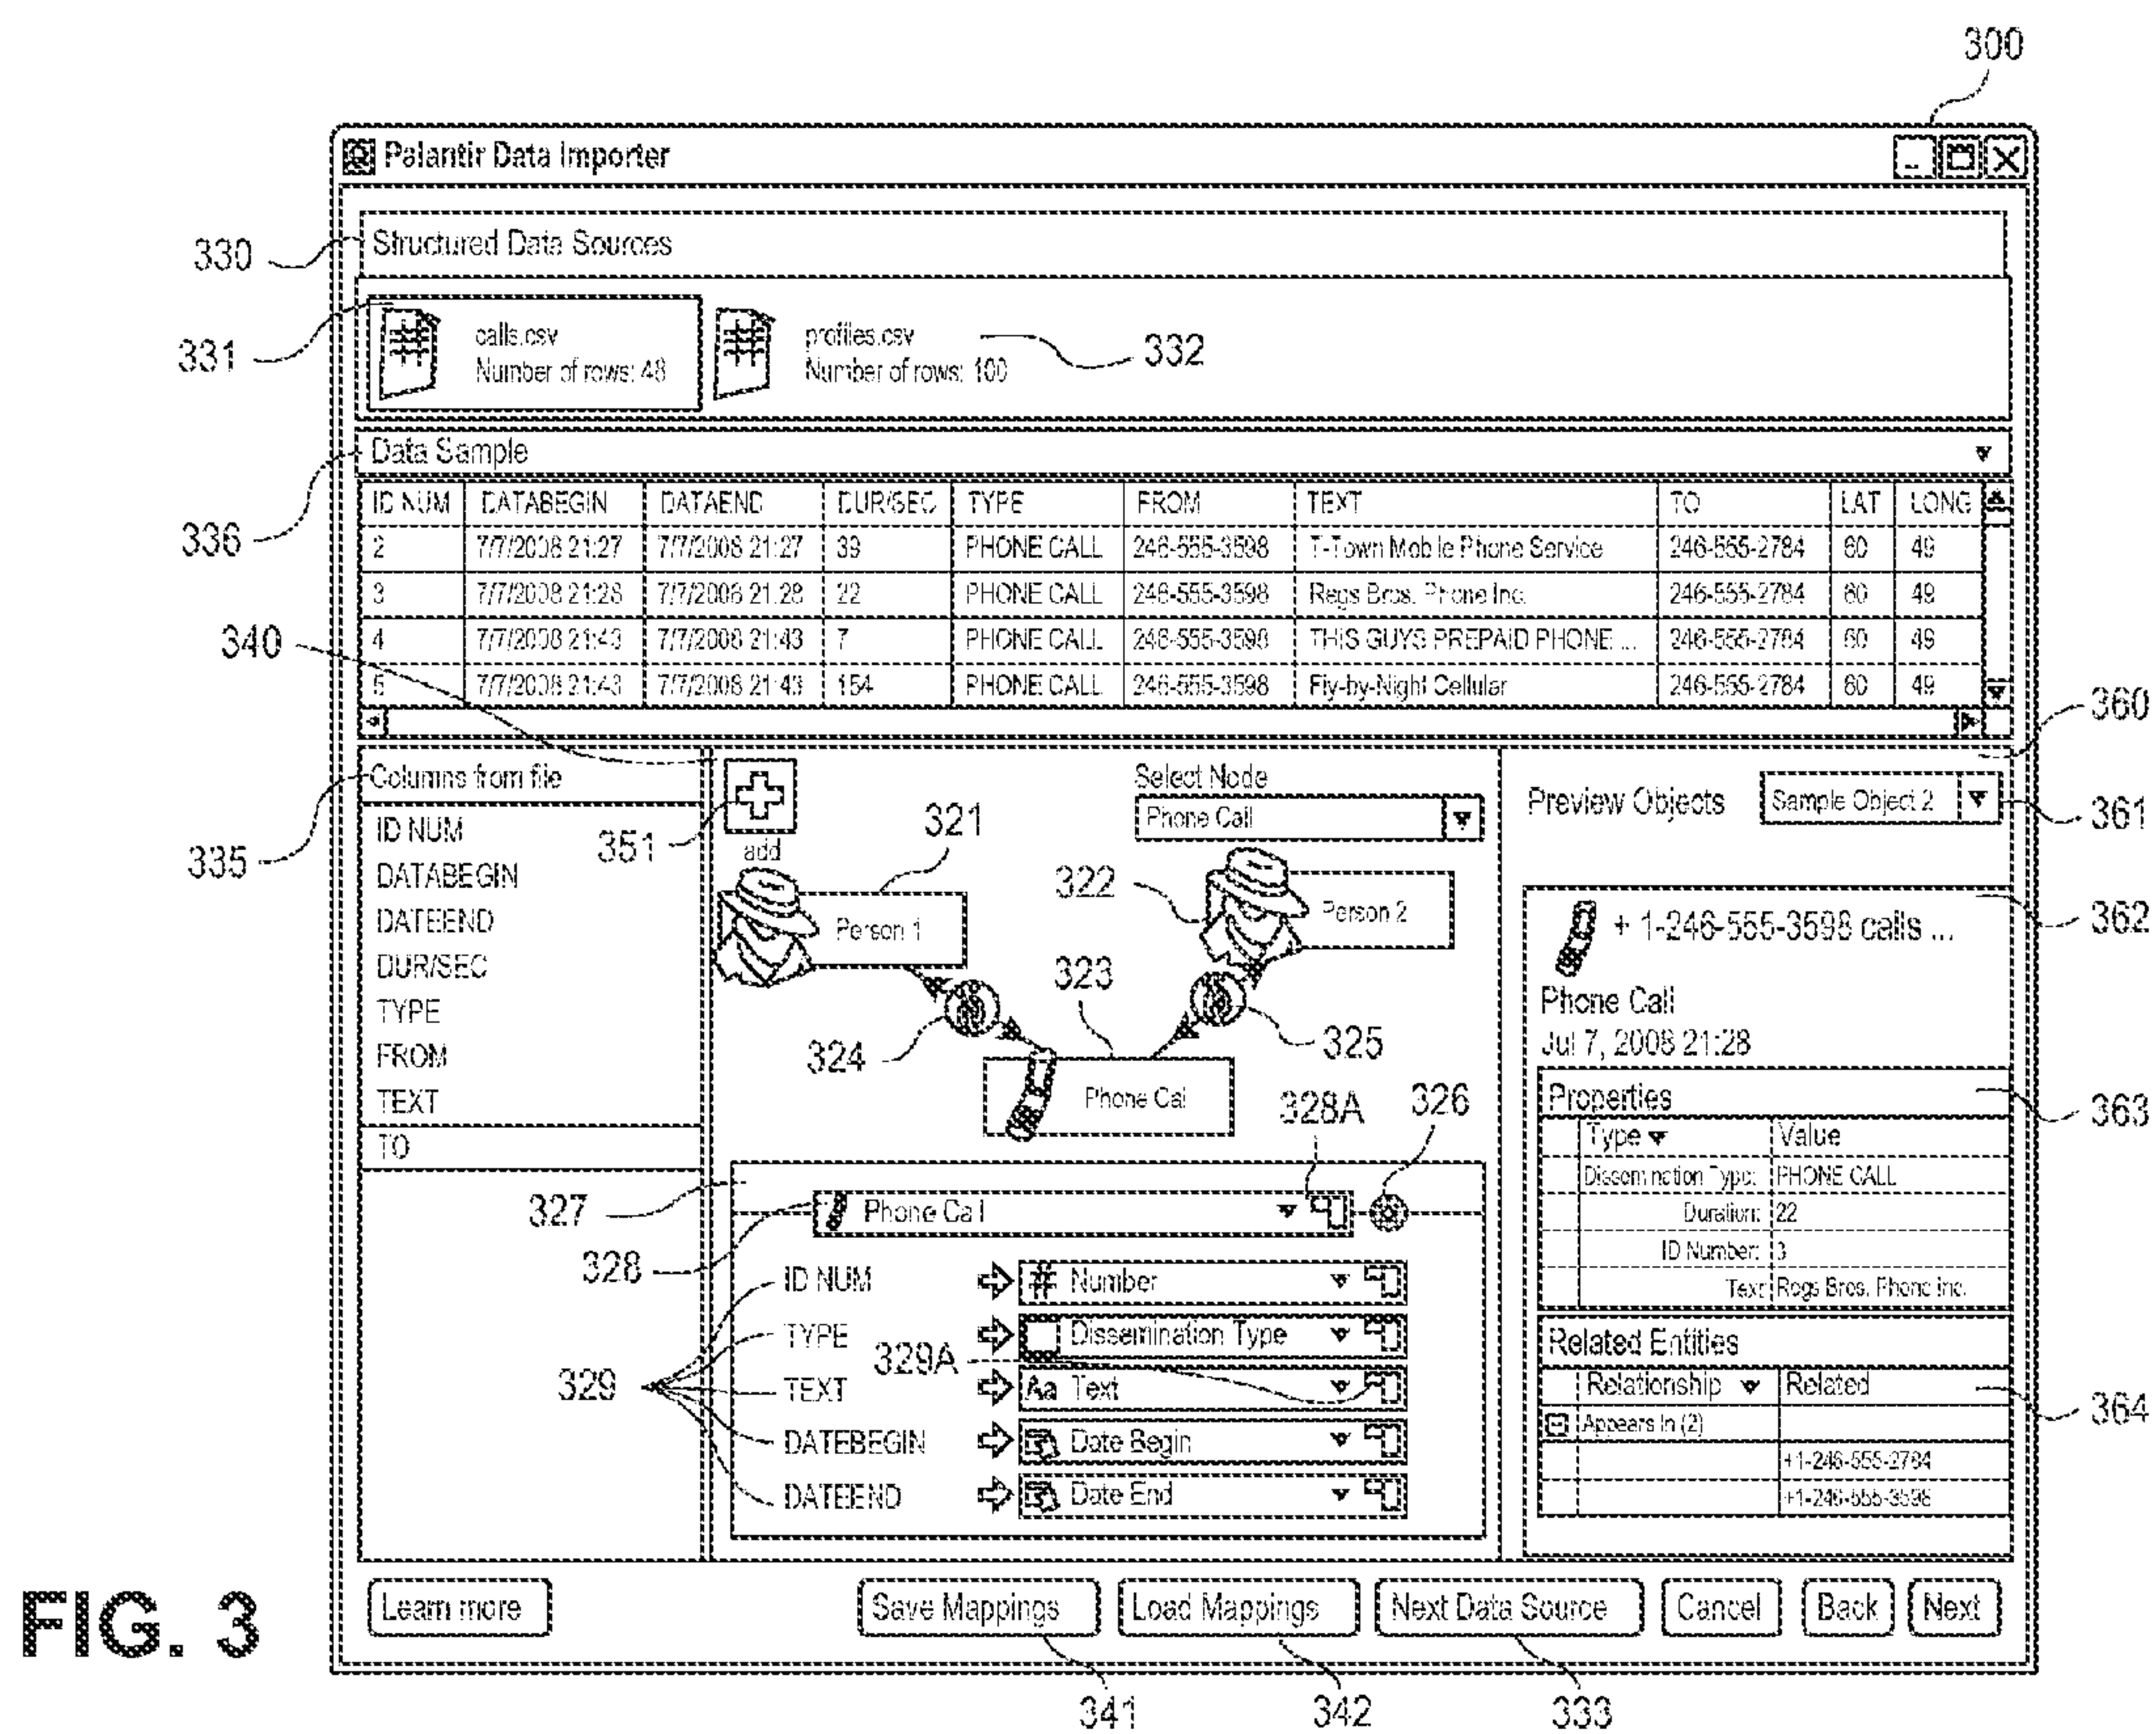 300
Palantir Data Importer
330
Structured Data Sources
331
calls.csv
Number of rows: 48
profiles.csv
Number of rows: 100
332
Data Sample
336
ID NUM DATABEGIN DATAEND DUR/SEC TYPE FROM TEXT TO LAT LONG
2 7/7/2008 21:27 7/7/2008 21:27 39 PHONE CALL 246-555-3598 T-Town Mobile Phone Service 246-555-2784 60 49
3 7/7/2008 21:28 7/7/2008 21:28 22 PHONE CALL 246-555-3598 Regs Bros. Phone Inc. 246-555-2784 60 49
4 7/7/2008 21:43 7/7/2008 21:43 7 PHONE CALL 246-555-3598 THIS GUYS PREPAID PHONE ... 246-555-2784 60 49
5 7/7/2008 21:43 7/7/2008 21:43 154 PHONE CALL 246-555-3598 Fly-by-Night Cellular 246-555-2784 60 49
340
360
335
Columns from file
ID NUM
DATABEGIN
DATEEND
DUR/SEC
TYPE
FROM
TEXT
TO
351
add
Select Node
Phone Call
321
Person 1
322
Person 2
323
324
325
Phone Call
328A
326
327
328
Phone Call
329
ID NUM Number
TYPE Dissemination Type
329A
TEXT Aa Text
DATEBEGIN Date Begin
DATEEND Date End
Preview Objects
Sample Object 2
361
362
+ 1-246-555-3598 calls ...
Phone Call
Jul 7, 2008 21:28
Properties
363
Type Value
Dissemination Type: PHONE CALL
Duration: 22
ID Number: 3
Text: Regs Bros. Phone Inc.
Related Entities
Relationship Related
364
Appears In (2)
+1-246-555-2784
+1-246-555-3598
Learn more
Save Mappings
Load Mappings
Next Data Source
Cancel
Back
Next
341
342
333
FIG. 3